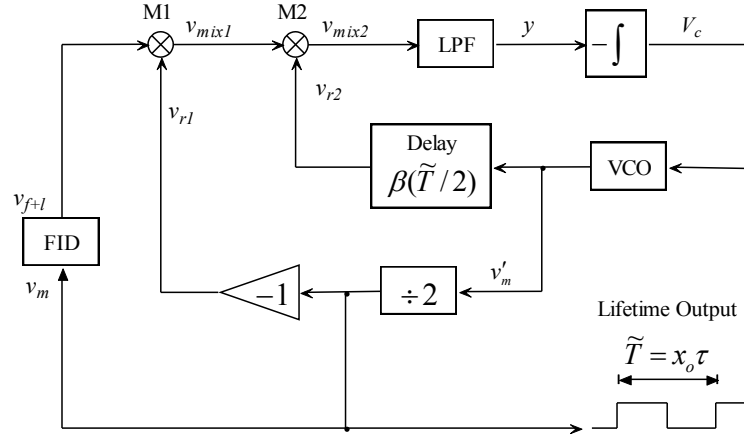 M1
v_mix1
M2
v_mix2
LPF
y
−∫
V_c
v_r1
v_r2
Delay
β(T̃/2)
VCO
v_f+l
FID
v_m
−1
÷2
v′_m
Lifetime Output
T̃ = x_o τ